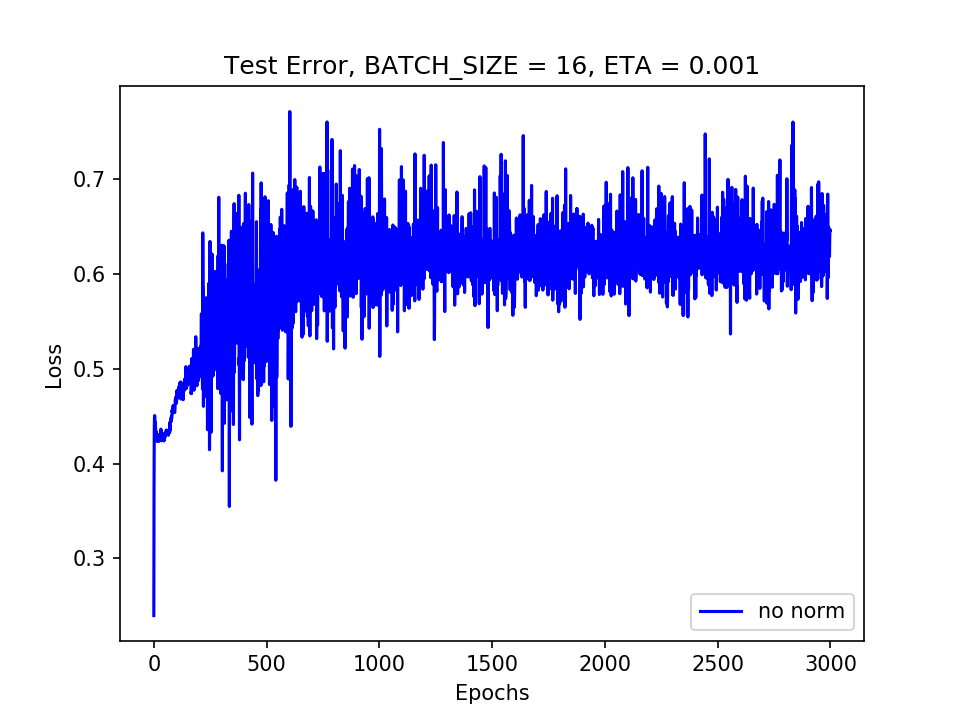 Test Error, BATCH_SIZE = 16, ETA = 0.001
0.7
0.6
0.5
0.4
0.3
Loss
no norm
0 500 1000 1500 2000 2500 3000
Epochs